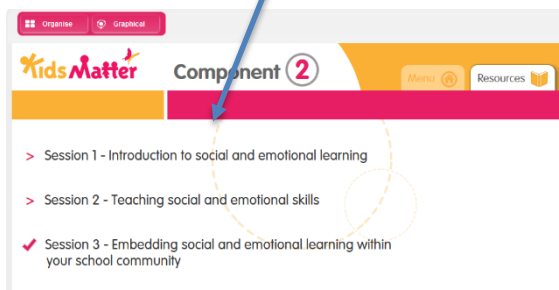 Organise Graphical
KidsMatter Component 2
Menu Resources
> Session 1 - Introduction to social and emotional learning
> Session 2 - Teaching social and emotional skills
Session 3 - Embedding social and emotional learning within
your school community